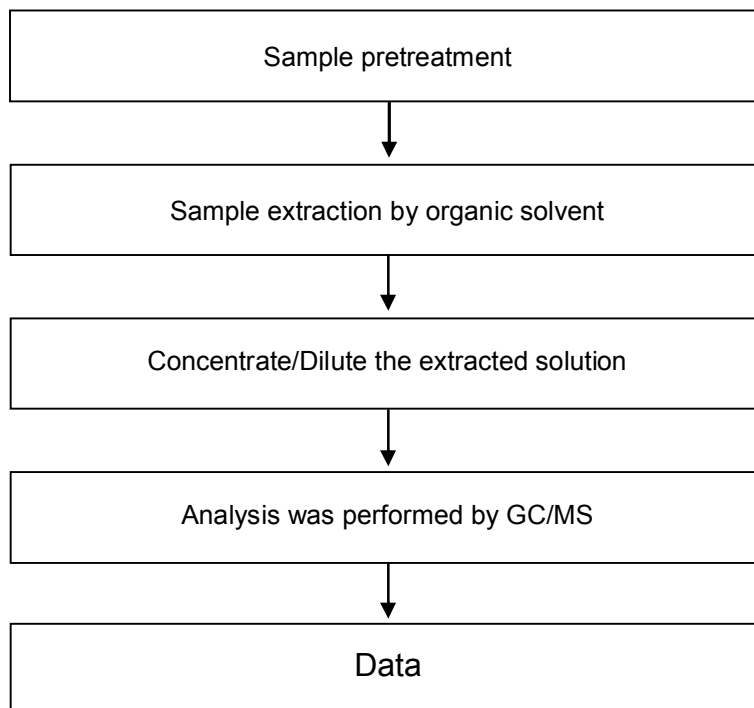 Sample pretreatment
Sample extraction by organic solvent
Concentrate/Dilute the extracted solution
Analysis was performed by GC/MS
Data